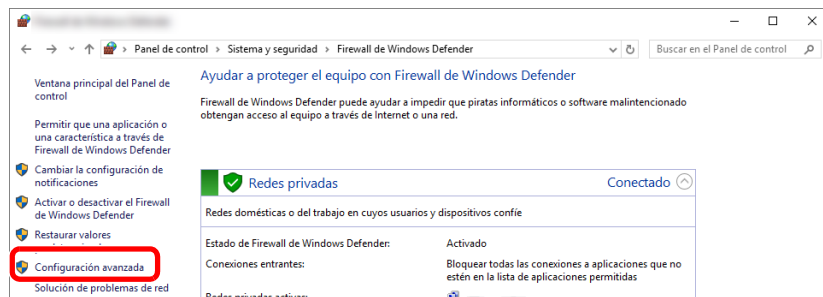 Panel de control › Sistema y seguridad › Firewall de Windows Defender
Buscar en el Panel de control
Ventana principal del Panel de
control
Permitir que una aplicación o
una característica a través de
Firewall de Windows Defender
Cambiar la configuración de
notificaciones
Activar o desactivar el Firewall
de Windows Defender
Restaurar valores
Configuración avanzada
Solución de problemas de red
Ayudar a proteger el equipo con Firewall de Windows Defender
Firewall de Windows Defender puede ayudar a impedir que piratas informáticos o software malintencionado
obtengan acceso al equipo a través de Internet o una red.
Redes privadas Conectado
Redes domésticas o del trabajo en cuyos usuarios y dispositivos confíe
Estado de Firewall de Windows Defender: Activado
Conexiones entrantes: Bloquear todas las conexiones a aplicaciones que no
estén en la lista de aplicaciones permitidas
Redes privadas activas: